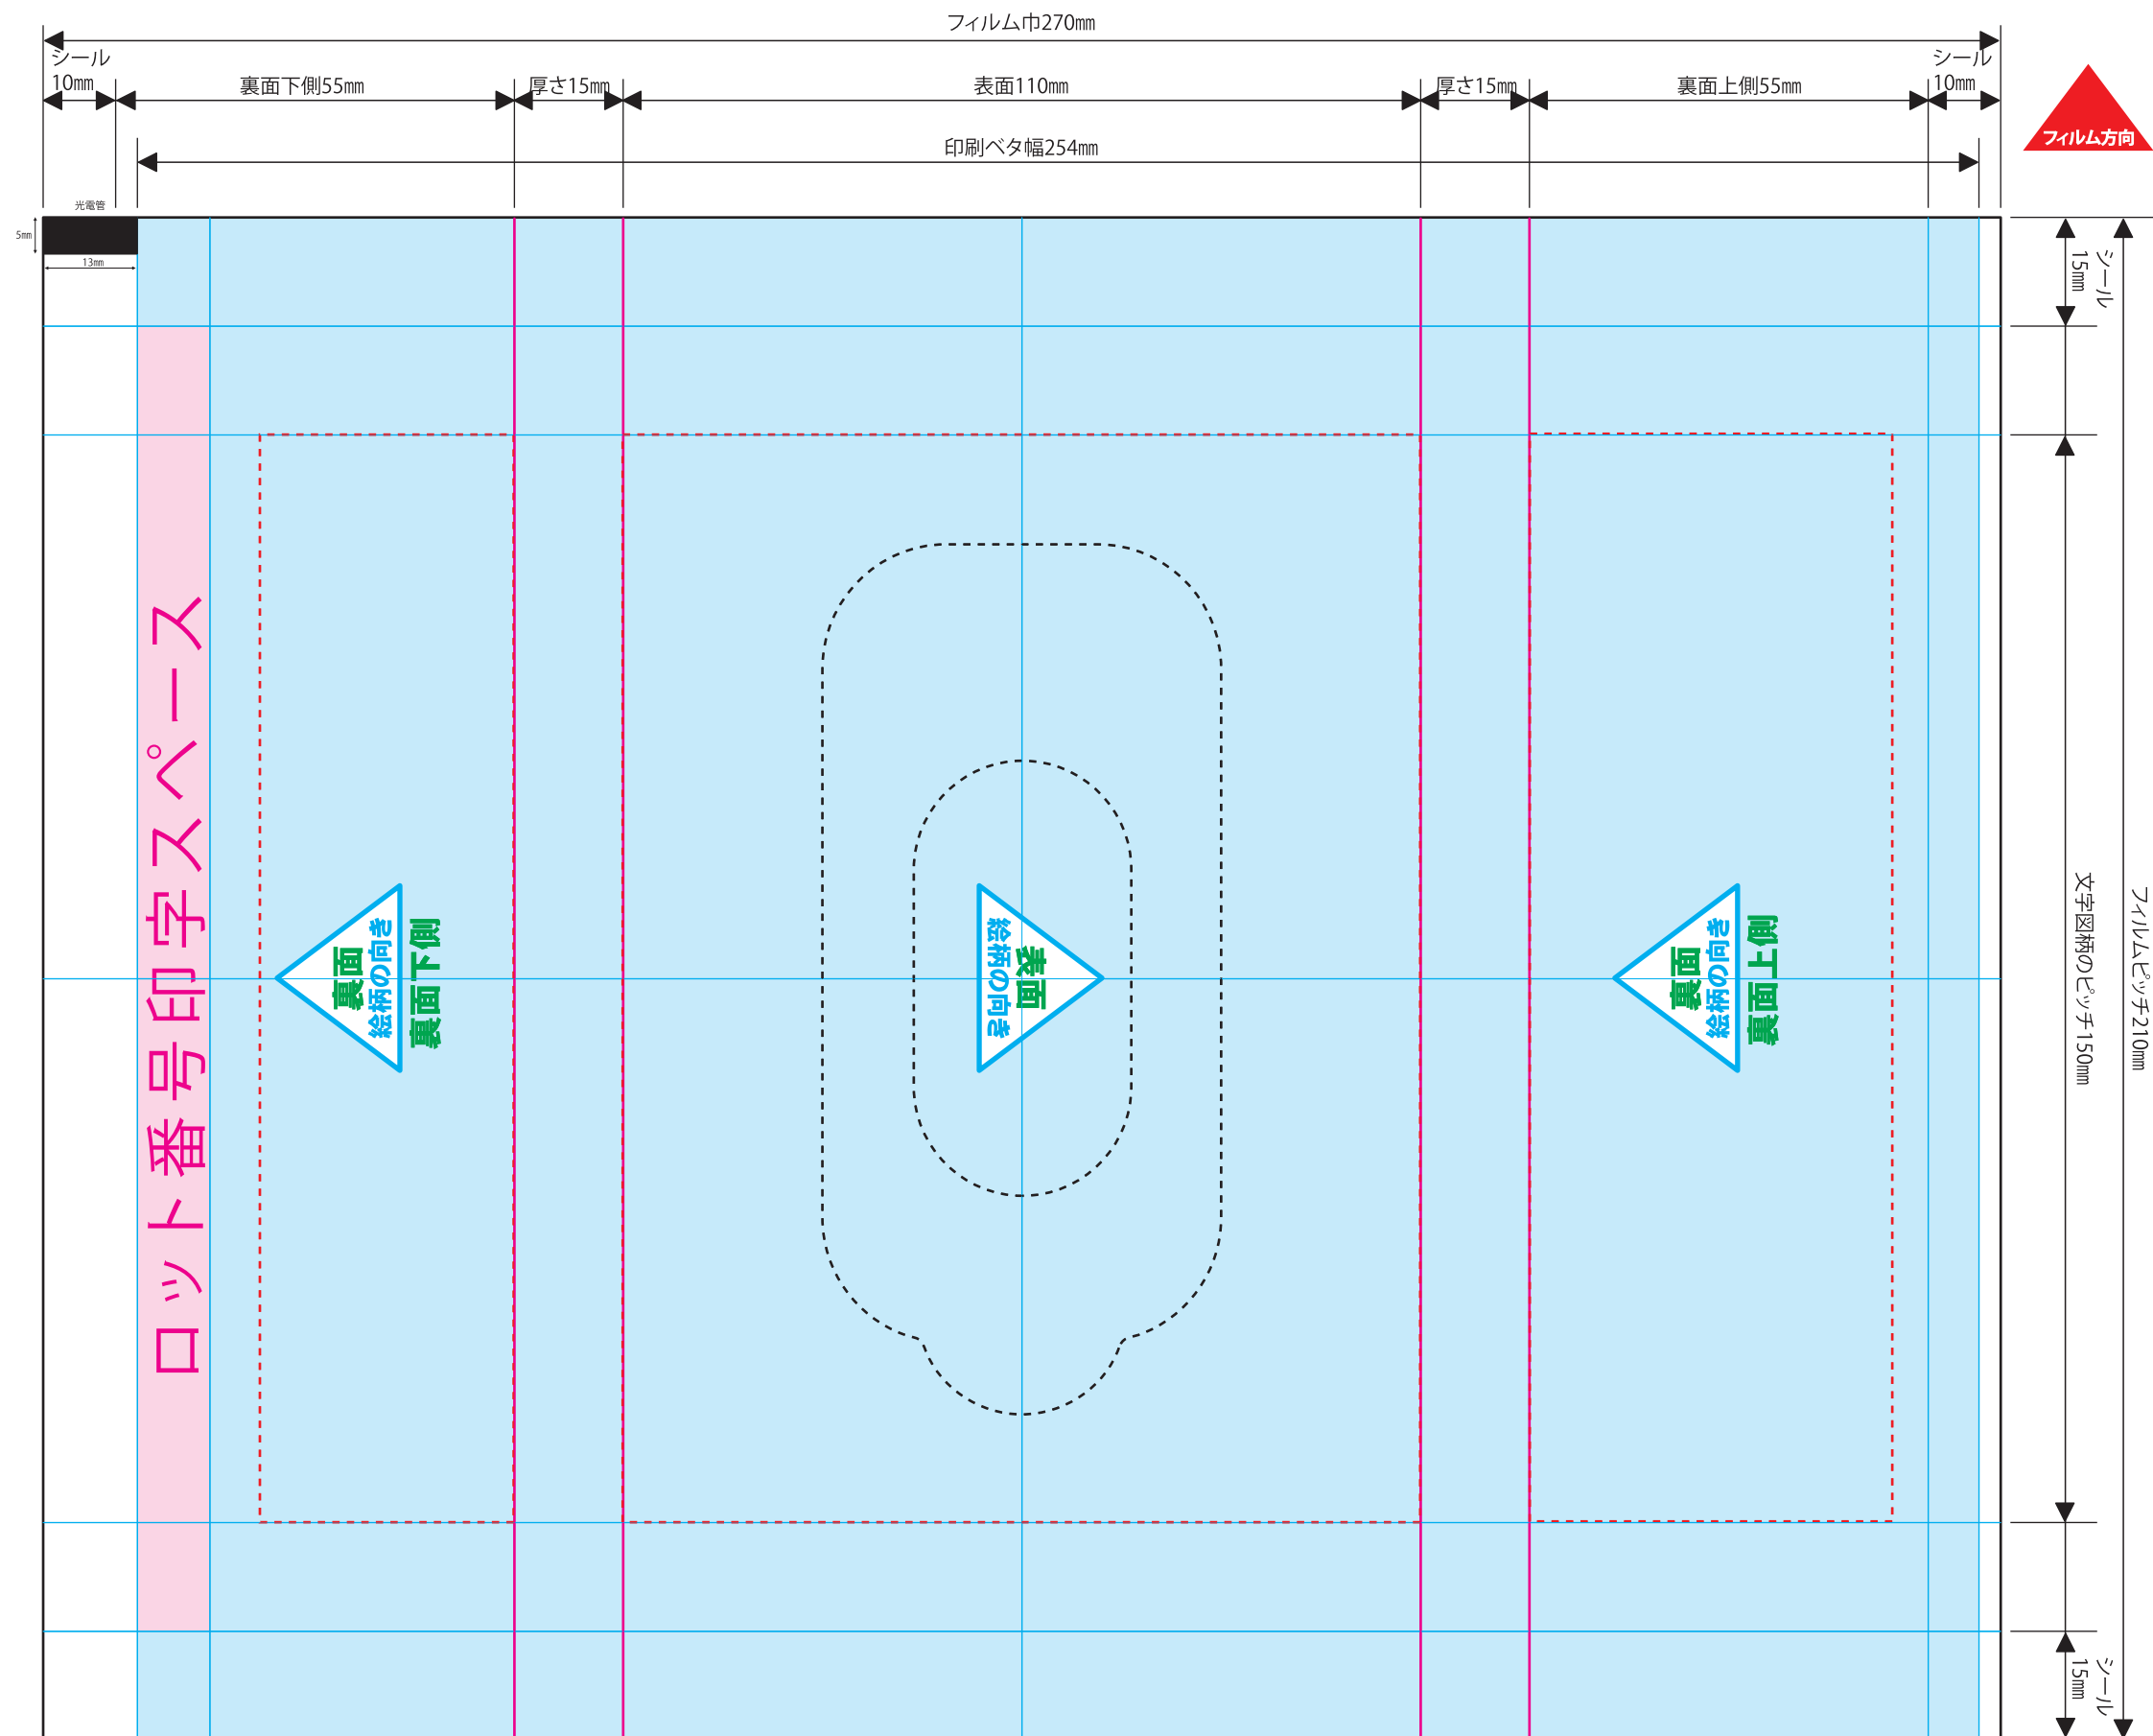 フィルム巾270mm
シール
10mm
裏面下側55mm
厚さ15mm
表面110mm
厚さ15mm
裏面上側55mm
シール
10mm
フィルム方向
印刷ベタ幅254mm
光電管
5mm
13mm
シール
15mm
ロット番号印字スペース
裏面
絵柄の向き
裏面下側
表面
絵柄の向き
裏面
絵柄の向き
裏面上側
文字図柄のピッチ150mm
フィルムピッチ210mm
シール
15mm